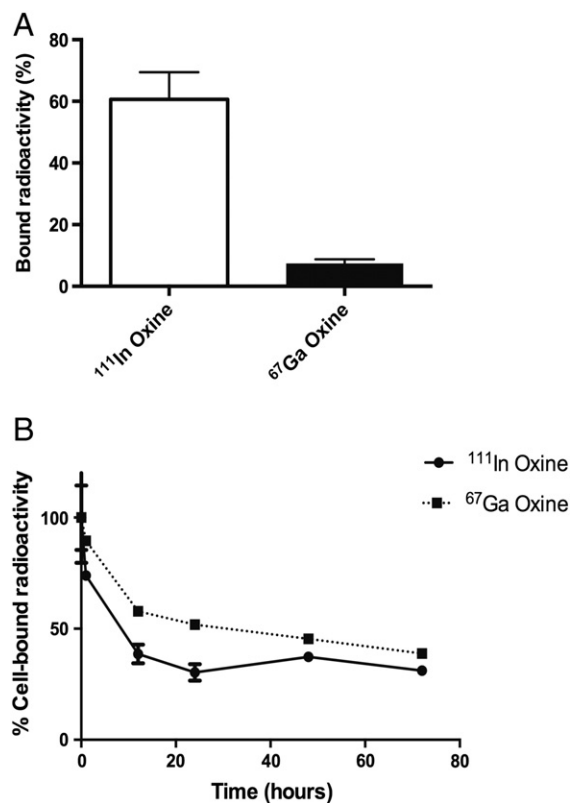 A
Bound radioactivity (%)
80
60
40
20
0
¹¹¹In Oxine
⁶⁷Ga Oxine
B
¹¹¹In Oxine
⁶⁷Ga Oxine
% Cell-bound radioactivity
100
50
0
0 20 40 60 80
Time (hours)